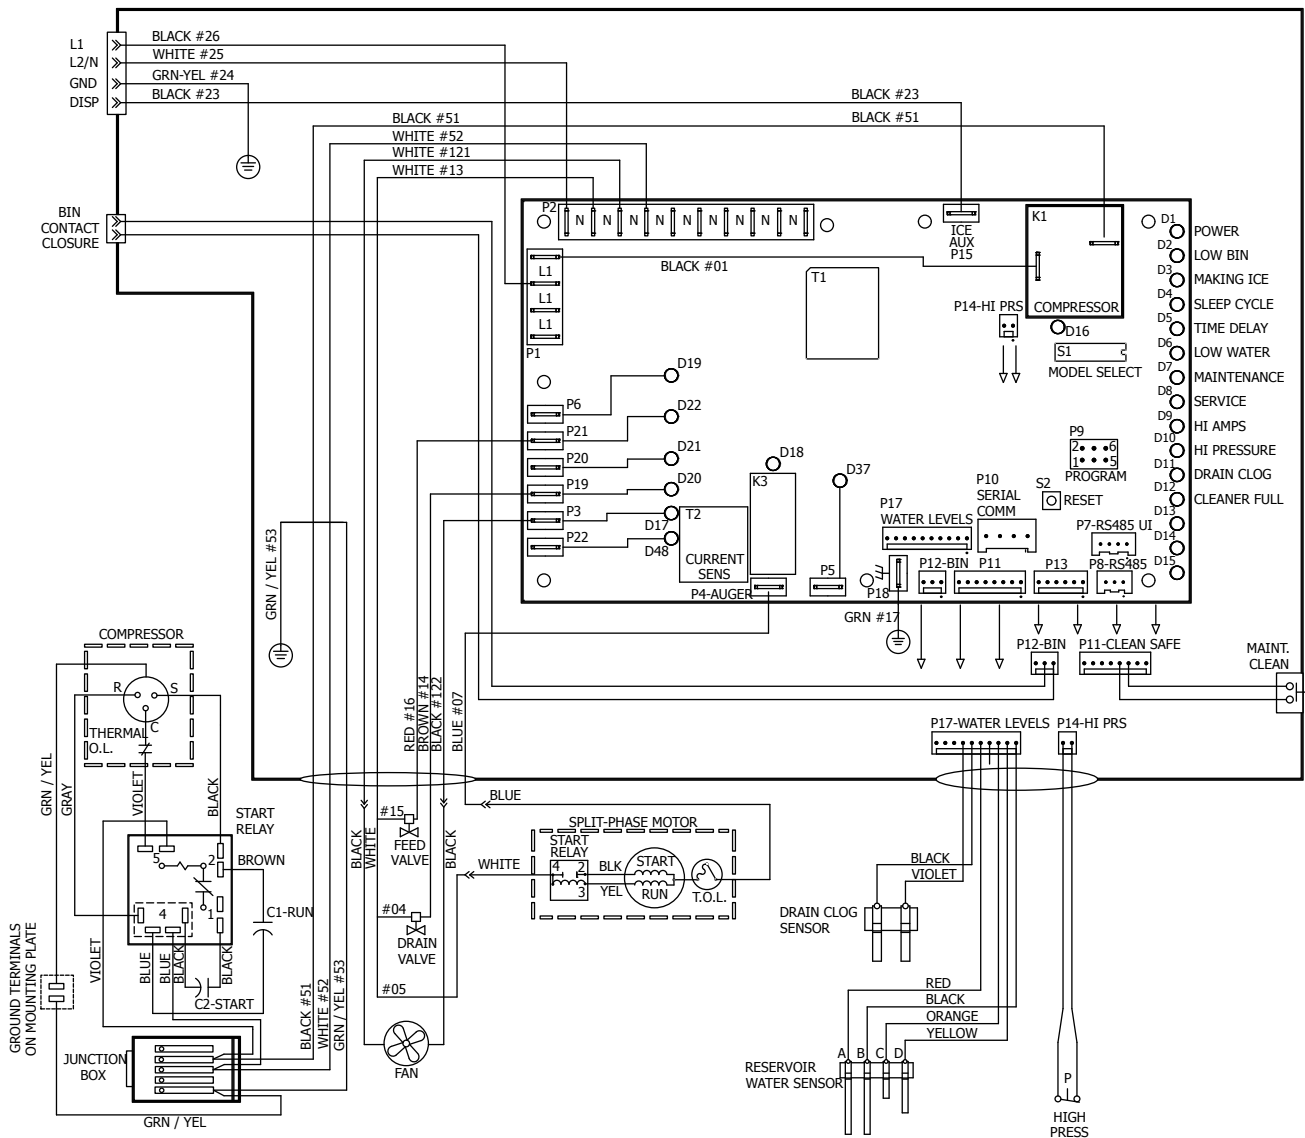 L1
L2/N
GND
DISP
BLACK #26
WHITE #25
GRN-YEL #24
BLACK #23
BLACK #23
BLACK #51
BLACK #51
WHITE #52
WHITE #121
WHITE #13
BIN
CONTACT
CLOSURE
P2
N N N N N N N N N
ICE
AUX
P15
K1
COMPRESSOR
D16
BLACK #01
L1
L1
L1
P1
T1
P14-HI PRS
S1
MODEL SELECT
D1
POWER
D2
LOW BIN
D3
MAKING ICE
D4
SLEEP CYCLE
D5
TIME DELAY
D6
LOW WATER
D7
MAINTENANCE
D8
SERVICE
D9
HI AMPS
D10
HI PRESSURE
D11
DRAIN CLOG
D12
CLEANER FULL
D13
D14
D15
P6
D19
P21
D22
P20
D21
P19
D20
P3
D17
P22
D48
T2
CURRENT
SENS
D18
K3
D37
P4-AUGER
P5
P9
2 6
1 5
PROGRAM
S2
RESET
P10
SERIAL
COMM
P17
WATER LEVELS
P7-RS485 UI
P12-BIN
P11
P13
P8-RS485
P18
GRN #17
P12-BIN
P11-CLEAN SAFE
MAINT.
CLEAN
GRN / YEL #53
RED #16
BROWN #14
BLACK #122
BLUE #07
P17-WATER LEVELS
P14-HI PRS
COMPRESSOR
R
S
C
THERMAL
O.L.
GRN / YEL
GRAY
VIOLET
BLACK
START
RELAY
5
2
1
4
BROWN
C1-RUN
BLUE
BLUE
BLACK
BLACK
C2-START
VIOLET
GROUND TERMINALS
ON MOUNTING PLATE
JUNCTION
BOX
GRN / YEL
BLACK #51
WHITE #52
GRN / YEL #53
BLACK
WHITE
#15
FEED
VALVE
BLACK
#04
DRAIN
VALVE
#05
FAN
BLUE
WHITE
SPLIT-PHASE MOTOR
START
RELAY
4 2
3
BLK
YEL
START
RUN
T.O.L.
BLACK
VIOLET
DRAIN CLOG
SENSOR
RED
BLACK
ORANGE
YELLOW
A B C D
RESERVOIR
WATER SENSOR
P
HIGH
PRESS